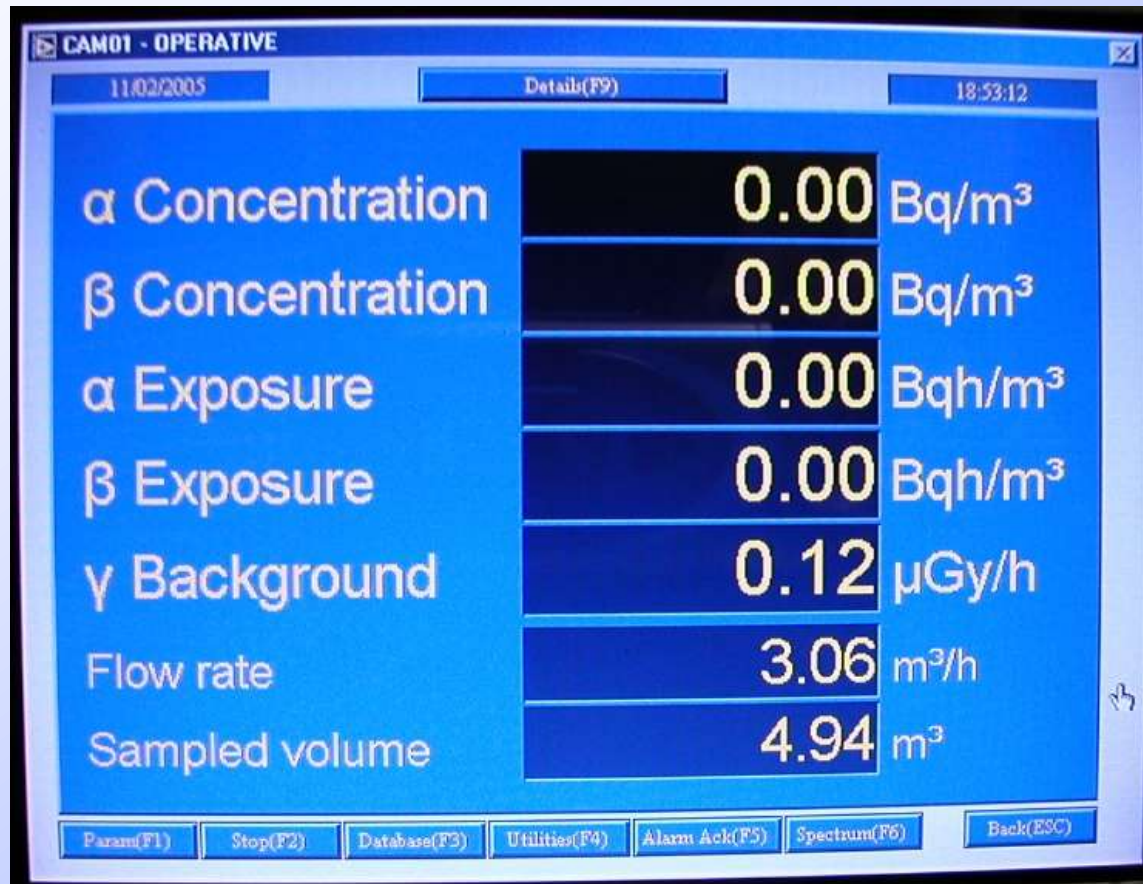 CAM01 - OPERATIVE
11/02/2005 Details(F9) 18:53:12
α Concentration 0.00 Bq/m³
β Concentration 0.00 Bq/m³
α Exposure 0.00 Bqh/m³
β Exposure 0.00 Bqh/m³
γ Background 0.12 μGy/h
Flow rate 3.06 m³/h
Sampled volume 4.94 m³
Param(F1) Stop(F2) Database(F3) Utilities(F4) Alarm Ack(F5) Spectrum(F6) Back(ESC)